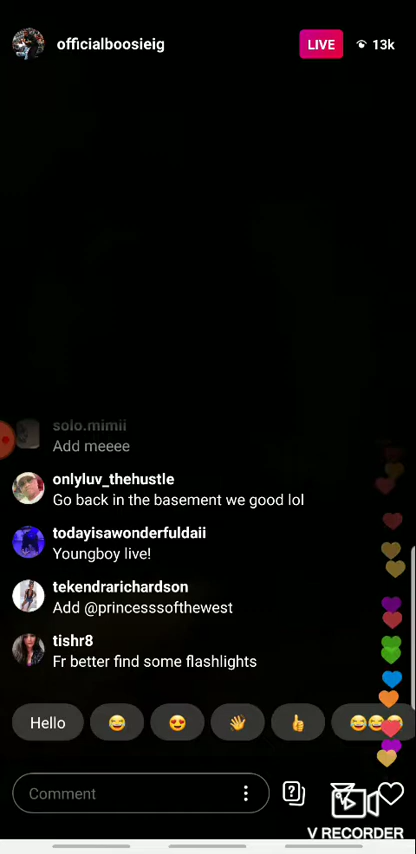 officialboosieig
LIVE
13k
solo.mimii
Add meeee
onlyluv_thehustle
Go back in the basement we good lol
todayisawonderfuldaii
Youngboy live!
tekendrarichardson
Add @princesssofthewest
tishr8
Fr better find some flashlights
Hello
Comment
V RECORDER